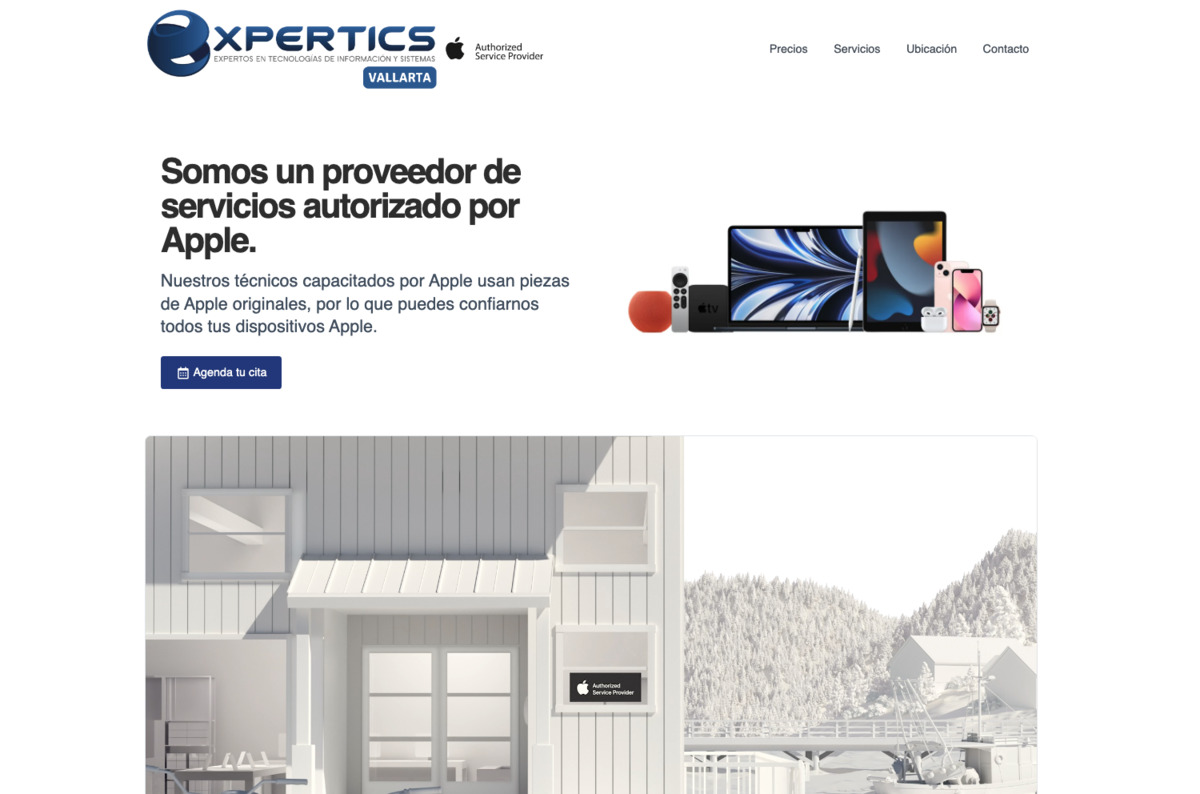 XPERTICS
EXPERTOS EN TECNOLOGÍAS DE INFORMACIÓN Y SISTEMAS
VALLARTA
Authorized
Service Provider
Precios Servicios Ubicación Contacto
Somos un proveedor de
servicios autorizado por
Apple.
Nuestros técnicos capacitados por Apple usan piezas
de Apple originales, por lo que puedes confiarnos
todos tus dispositivos Apple.
tv
Agenda tu cita
Authorized
Service Provider